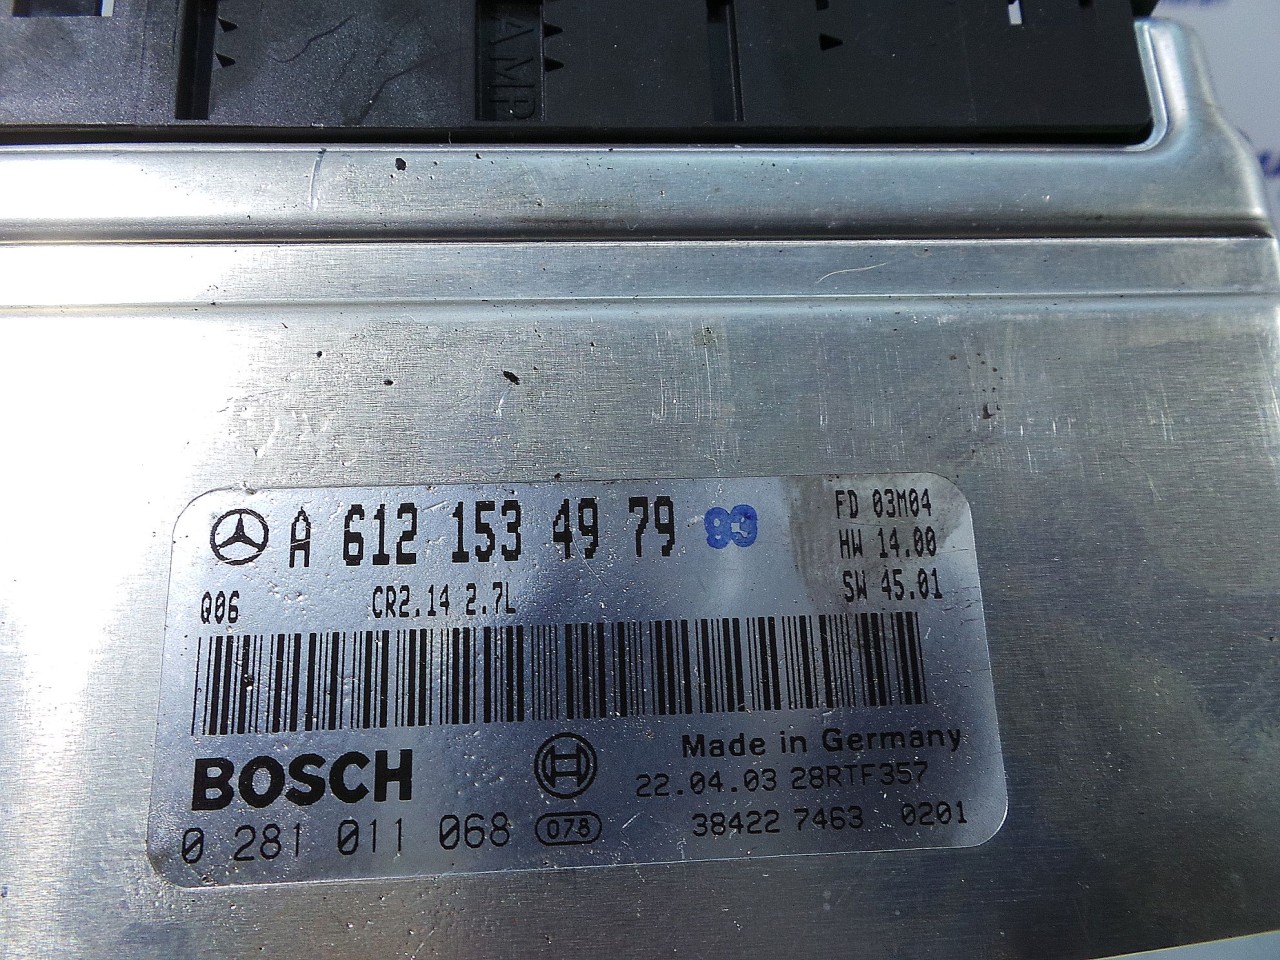 AMP
A 612 153 49 79 83
FD 03M04
HW 14.00
SW 45.01
Q06 CR2.14 2.7L
BOSCH
Made in Germany
22.04.03 28RTF357
0 281 011 068 078
38422 7463 0201